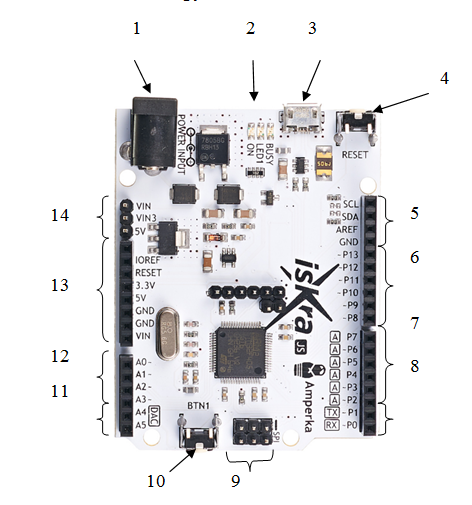 1
2
3
4
POWER INPUT
7805BG
BUSY
LED1
ON
RESET
14
VIN
VIN3
5V
SCL
SDA
AREF
GND
5
13
IOREF
RESET
3.3V
5V
GND
GND
VIN
-P13
-P12
-P11
-P10
-P9
-P8
6
7
iskra
JS
Amperka
12
11
A0-
A1-
A2-
A3-
A4
A5
DAC
A P7
A P6
A P5
A P4
A P3
A P2
TX -P1
RX -P0
8
BTN1
SPI
10
9